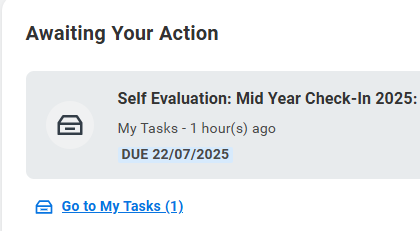 Awaiting Your Action
Self Evaluation: Mid Year Check-In 2025:
My Tasks - 1 hour(s) ago
DUE 22/07/2025
Go to My Tasks (1)